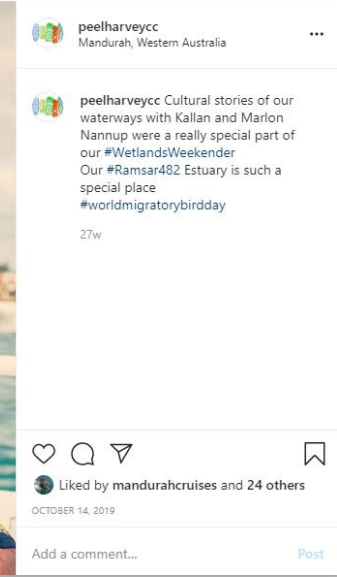 peelharveycc
Mandurah, Western Australia
peelharveycc Cultural stories of our
waterways with Kallan and Marlon
Nannup were a really special part of
our #WetlandsWeekender
Our #Ramsar482 Estuary is such a
special place
#worldmigratorybirdday
27w
Liked by mandurahcruises and 24 others
OCTOBER 14, 2019
Add a comment...
Post